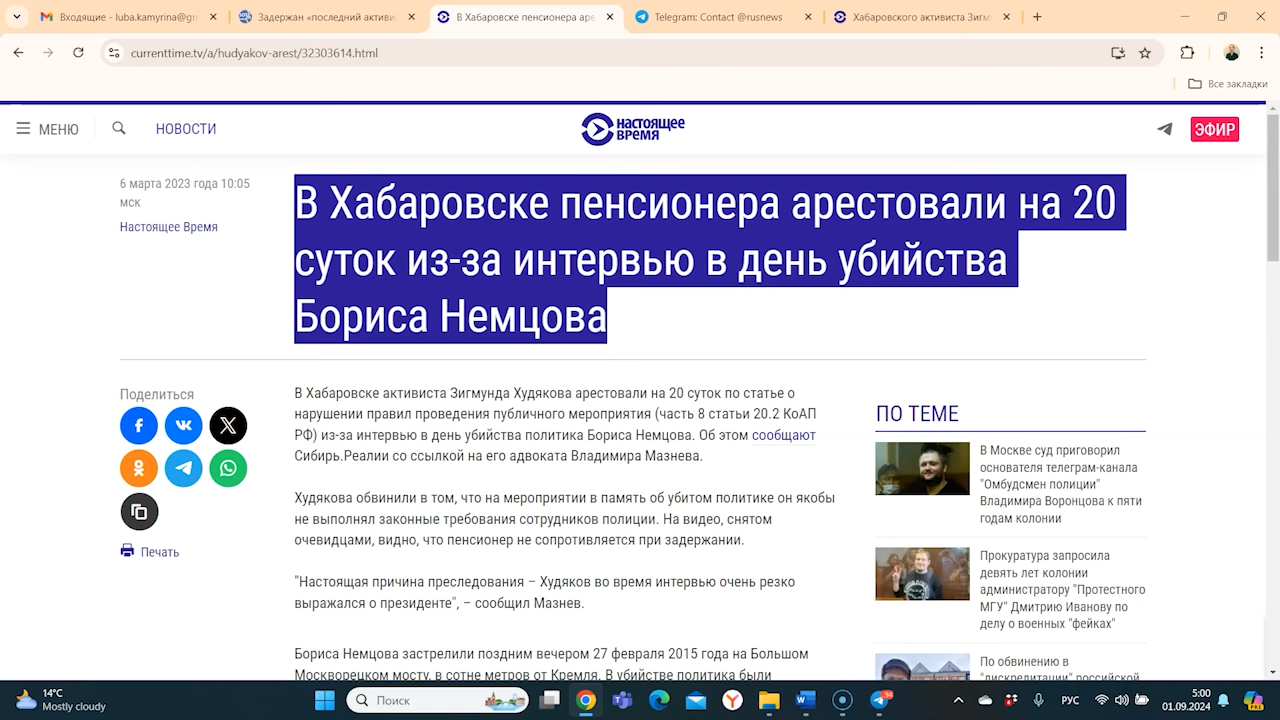 Входящие - luba.kamyrina@gm
Задержан «последний активи
В Хабаровске пенсионера аре
Telegram: Contact @rusnews
Хабаровского активиста Зигм
currenttime.tv/a/hudyakov-arest/32303614.html
Все закладки
МЕНЮ
НОВОСТИ
НАСТОЯЩЕЕ
ВРЕМЯ
ЭФИР
6 марта 2023 года 10:05
мск
Настоящее Время
В Хабаровске пенсионера арестовали на 20
суток из-за интервью в день убийства
Бориса Немцова
Поделиться
Печать
В Хабаровске активиста Зигмунда Худякова арестовали на 20 суток по статье о
нарушении правил проведения публичного мероприятия (часть 8 статьи 20.2 КоАП
РФ) из-за интервью в день убийства политика Бориса Немцова. Об этом сообщают
Сибирь.Реалии со ссылкой на его адвоката Владимира Мазнева.
Худякова обвинили в том, что на мероприятии в память об убитом политике он якобы
не выполнял законные требования сотрудников полиции. На видео, снятом
очевидцами, видно, что пенсионер не сопротивляется при задержании.
"Настоящая причина преследования – Худяков во время интервью очень резко
выражался о президенте", – сообщил Мазнев.
Бориса Немцова застрелили поздним вечером 27 февраля 2015 года на Большом
Москворецком мосту, в сотне метров от Кремля. В убийстве политика были
ПО ТЕМЕ
В Москве суд приговорил
основателя телеграм-канала
"Омбудсмен полиции"
Владимира Воронцова к пяти
годам колонии
Прокуратура запросила
девять лет колонии
администратору "Протестного
МГУ" Дмитрию Иванову по
делу о военных "фейках"
По обвинению в
"дискредитации" российской
14°C
Mostly cloudy
Поиск
94
РУС
5:00
01.09.2024